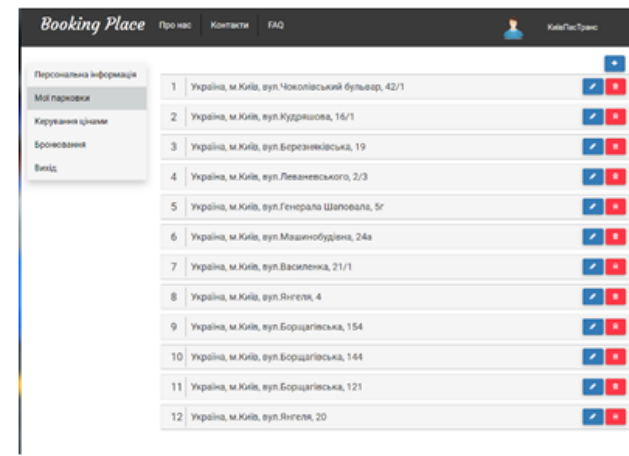 Booking Place Про нас Контакти FAQ КиївПасТранс
Персональна інформація
Мої парковки
Керування цінами
Бронювання
Вихід
1 Україна, м.Київ, вул.Чоколівський бульвар, 42/1
2 Україна, м.Київ, вул.Кудряшова, 16/1
3 Україна, м.Київ, вул.Березняківська, 19
4 Україна, м.Київ, вул.Леваневського, 2/3
5 Україна, м.Київ, вул.Генерала Шаповала, 5г
6 Україна, м.Київ, вул.Машинобудівна, 24а
7 Україна, м.Київ, вул.Василенка, 21/1
8 Україна, м.Київ, вул.Янгеля, 4
9 Україна, м.Київ, вул.Борщагівська, 154
10 Україна, м.Київ, вул.Борщагівська, 144
11 Україна, м.Київ, вул.Борщагівська, 121
12 Україна, м.Київ, вул.Янгеля, 20